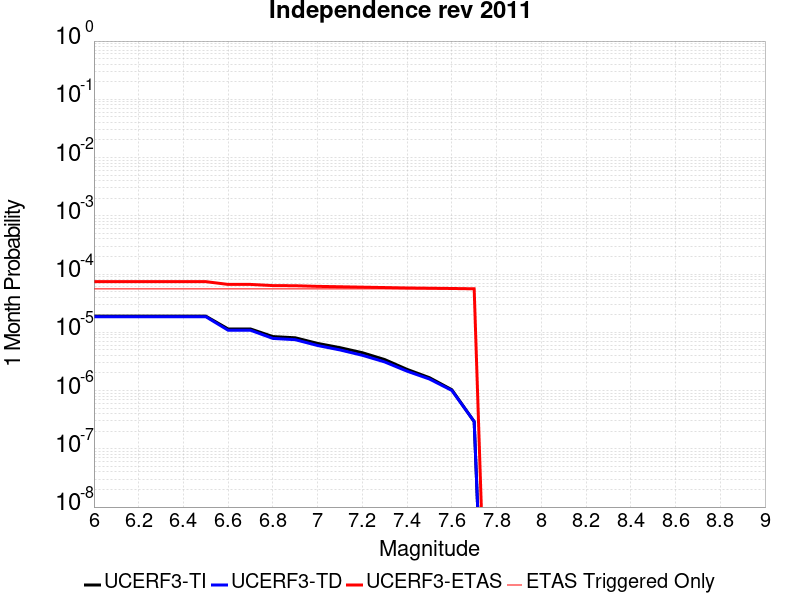 Independence rev 2011
1 Month Probability
10^0
10^-1
10^-2
10^-3
10^-4
10^-5
10^-6
10^-7
10^-8
6 6.2 6.4 6.6 6.8 7 7.2 7.4 7.6 7.8 8 8.2 8.4 8.6 8.8 9
Magnitude
UCERF3-TI UCERF3-TD UCERF3-ETAS ETAS Triggered Only